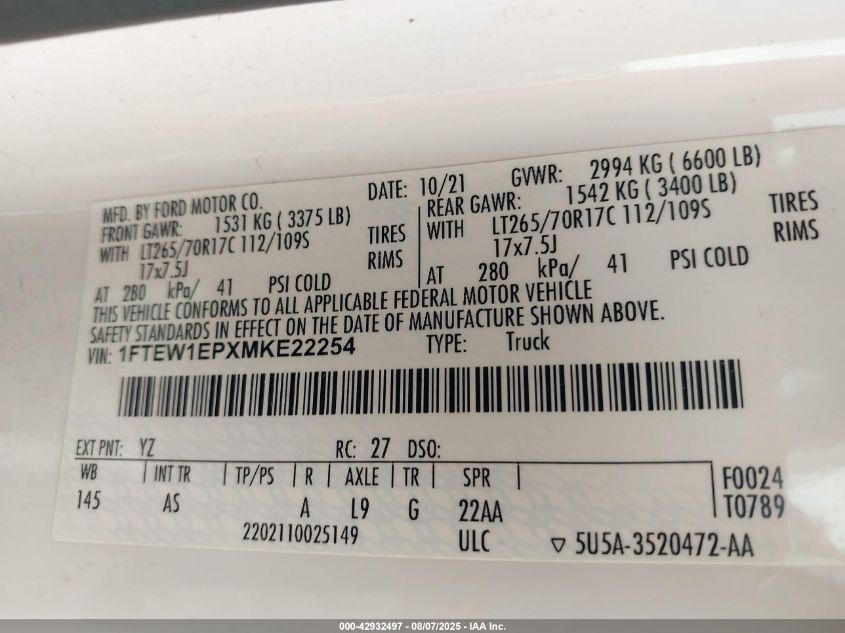 MFD. BY FORD MOTOR CO. DATE: 10/21 GVWR: 2994 KG ( 6600 LB)
FRONT GAWR: 1531 KG ( 3375 LB) REAR GAWR: 1542 KG ( 3400 LB)
WITH LT265/70R17C 112/109S TIRES WITH LT265/70R17C 112/109S TIRES
17x7.5J RIMS 17x7.5J RIMS
AT 280 kPa/ 41 PSI COLD AT 280 kPa/ 41 PSI COLD
THIS VEHICLE CONFORMS TO ALL APPLICABLE FEDERAL MOTOR VEHICLE
SAFETY STANDARDS IN EFFECT ON THE DATE OF MANUFACTURE SHOWN ABOVE.
VIN: 1FTEW1EPXMKE22254 TYPE: Truck
EXT PNT: YZ RC: 27 DSO:
WB INT TR TP/PS R AXLE TR SPR F0024
145 AS A L9 G 22AA T0789
2202110025149 ULC ▽ 5U5A-3520472-AA
000-42932497 - 08/07/2025 - IAA Inc.